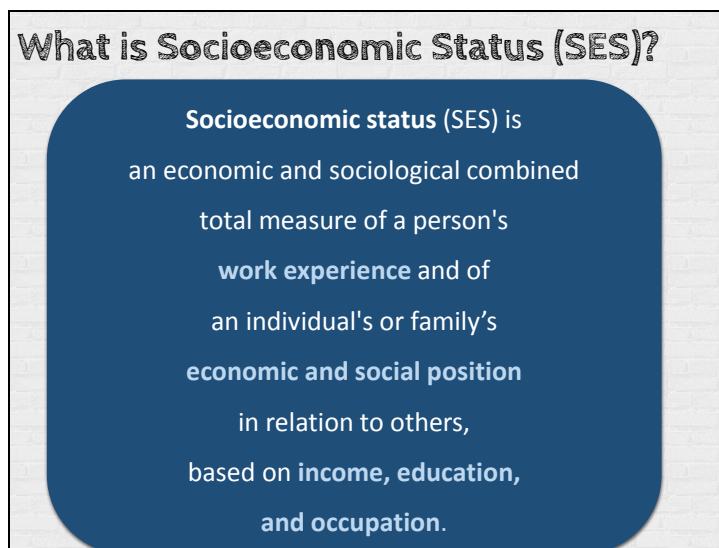 What is Socioeconomic Status (SES)?
Socioeconomic status (SES) is
an economic and sociological combined
total measure of a person's
work experience and of
an individual's or family’s
economic and social position
in relation to others,
based on income, education,
and occupation.